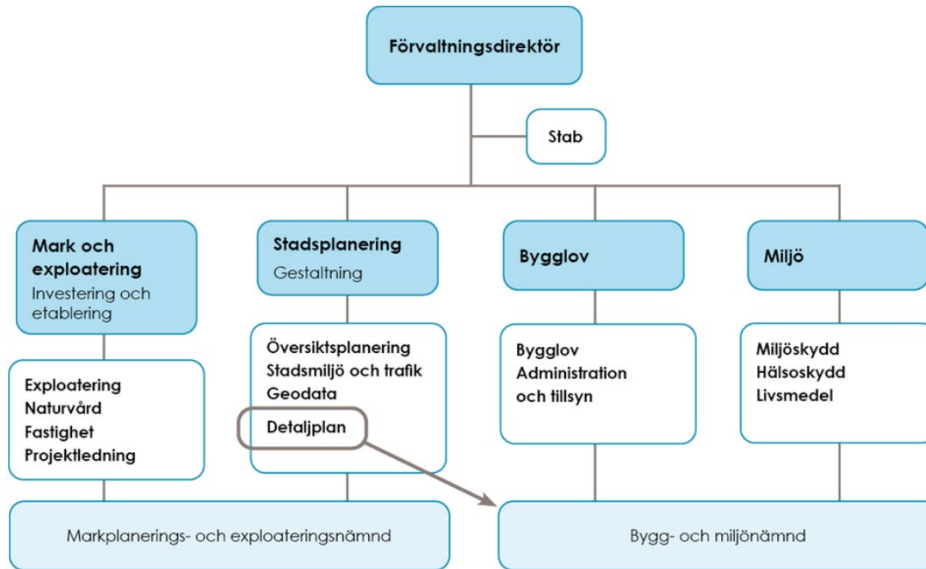 Förvaltningsdirektör
Stab
Mark och
exploatering
Investering och
etablering
Exploatering
Naturvård
Fastighet
Projektledning
Stadsplanering
Gestaltning
Översiktsplanering
Stadsmiljö och trafik
Geodata
Detaljplan
Bygglov
Bygglov
Administration
och tillsyn
Miljö
Miljöskydd
Hälsoskydd
Livsmedel
Markplanerings- och exploateringsnämnd
Bygg- och miljönämnd